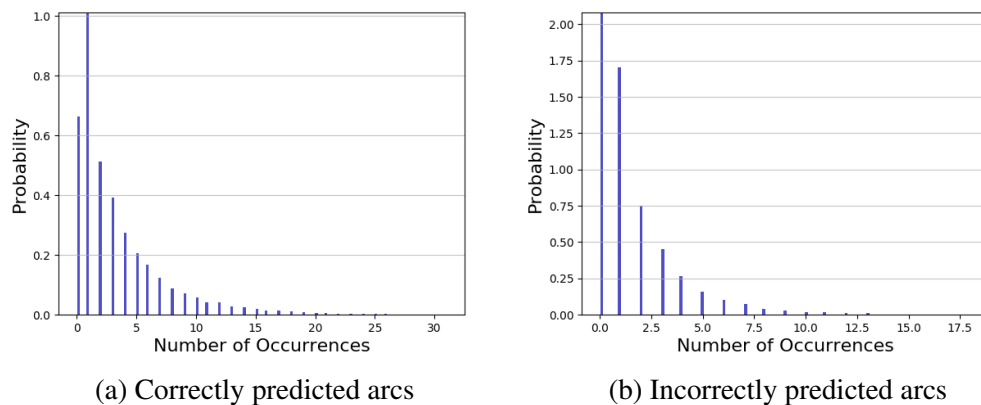 1.0
0.8
0.6
0.4
0.2
0.0
Probability
0 5 10 15 20 25 30
Number of Occurrences
(a) Correctly predicted arcs
2.00
1.75
1.50
1.25
1.00
0.75
0.50
0.25
0.00
Probability
0.0 2.5 5.0 7.5 10.0 12.5 15.0 17.5
Number of Occurrences
(b) Incorrectly predicted arcs